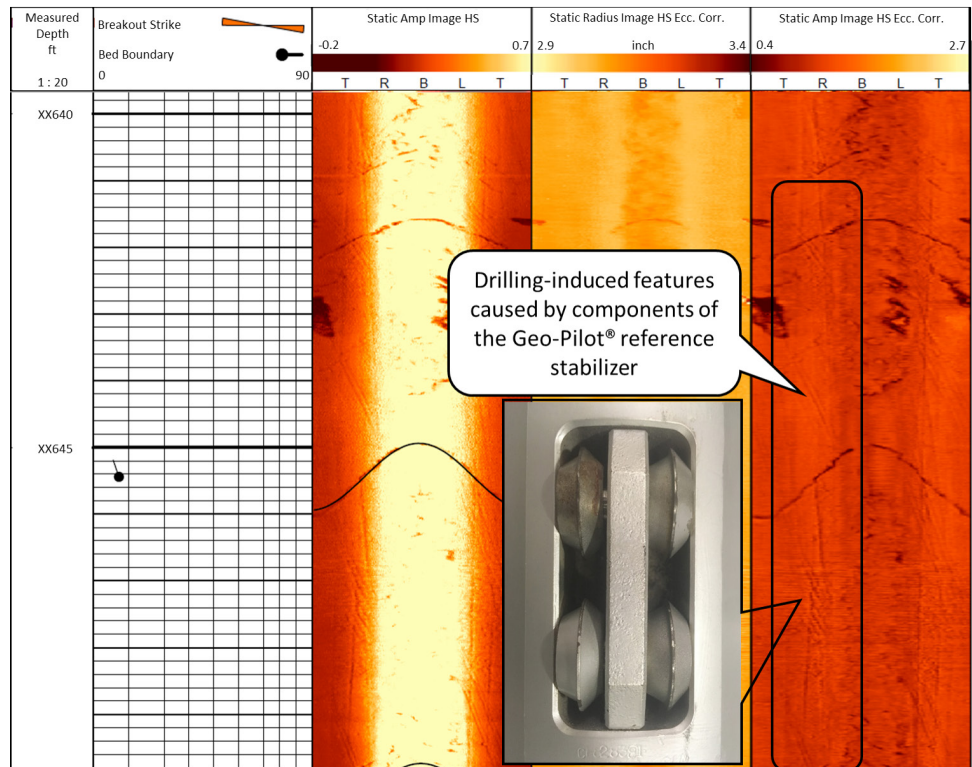 Measured
Depth
ft
1 : 20
Breakout Strike
Bed Boundary
0 90
Static Amp Image HS
-0.2 0.7
T R B L T
Static Radius Image HS Ecc. Corr.
2.9 inch 3.4
T R B L T
Static Amp Image HS Ecc. Corr.
0.4 2.7
T R B L T
XX640
XX645
Drilling-induced features
caused by components of
the Geo-Pilot® reference
stabilizer